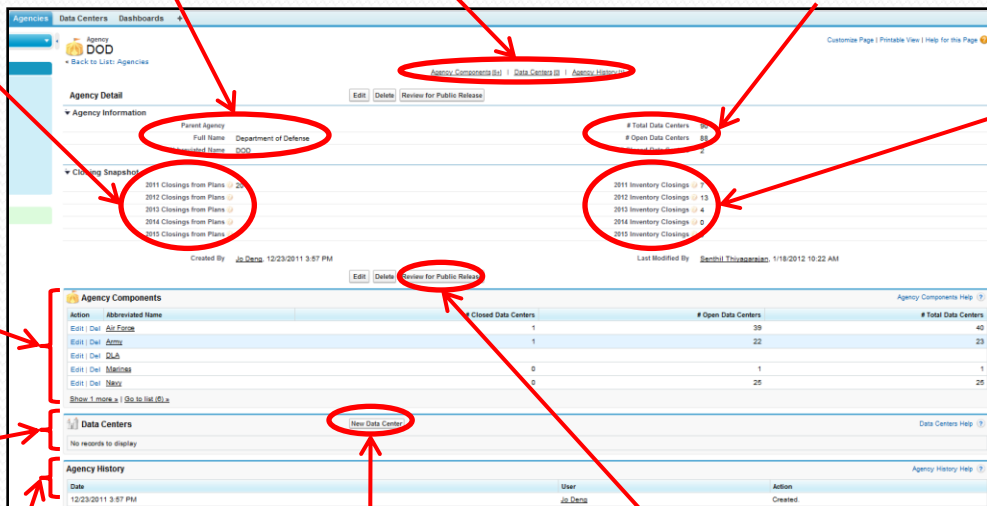 Agencies Data Centers Dashboards +
Agency
DOD
Customize Page | Printable View | Help for this Page
« Back to List: Agencies
Agency Components | Data Centers | Agency History
Agency Detail Edit Delete Review for Public Release
Agency Information
Parent Agency # Total Data Centers
Full Name Department of Defense # Open Data Centers 88
Name DOD 2
Closing Snapshot
2011 Closings from Plans 2011 Inventory Closings 7
2012 Closings from Plans 2012 Inventory Closings 13
2013 Closings from Plans 2013 Inventory Closings 4
2014 Closings from Plans 2014 Inventory Closings 0
2015 Closings from Plans 2015 Inventory Closings
Created By Jo Deng, 12/23/2011 3:57 PM Last Modified By Senthil Thiyagarajan, 1/18/2012 10:22 AM
Edit Delete Review for Public Release
Agency Components Agency Components Help ?
Action Abbreviated Name # Closed Data Centers # Open Data Centers # Total Data Centers
Edit | Del Air Force 1 39 40
Edit | Del Army 1 22 23
Edit | Del DLA
Edit | Del Marines 0 1 1
Edit | Del Navy 0 25 25
Show 1 more » | Go to list (6) »
Data Centers New Data Center Data Centers Help ?
No records to display
Agency History Agency History Help ?
Date User Action
12/23/2011 3:57 PM Jo Deng Created.